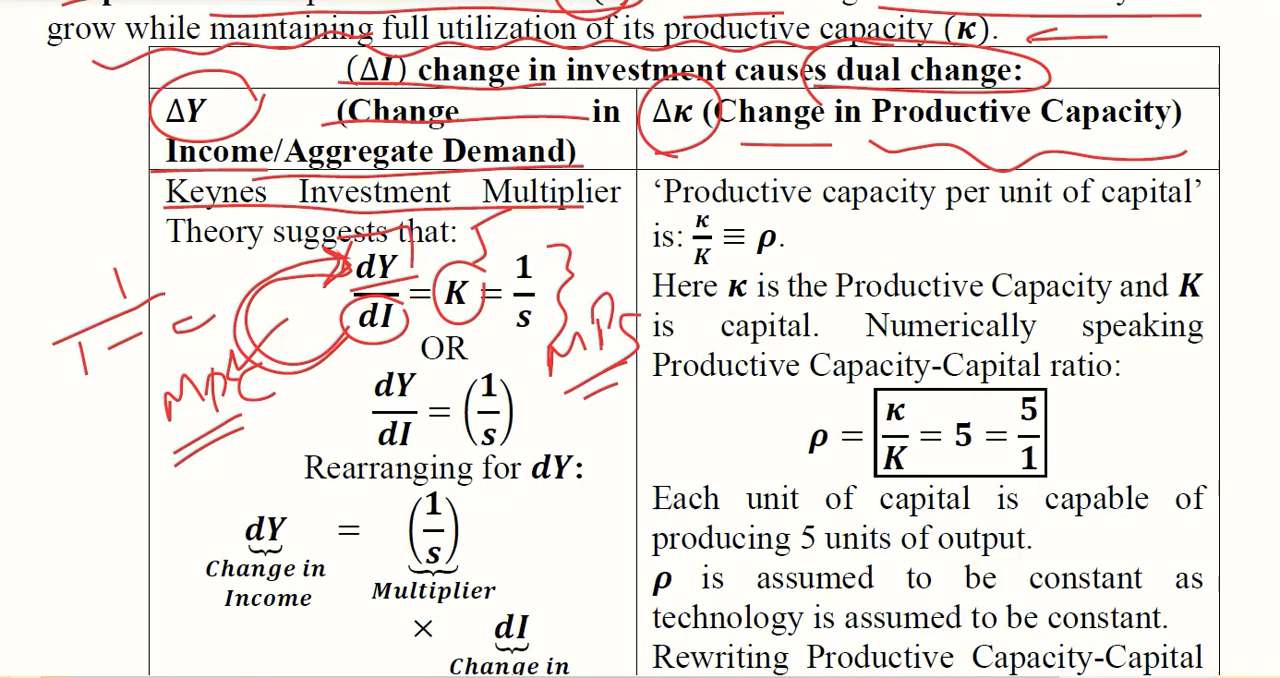 grow while maintaining full utilization of its productive capacity (κ).
(ΔI) change in investment causes dual change:
ΔY (Change in
Income/Aggregate Demand)
Keynes Investment Multiplier
Theory suggests that:
dY/dI = K = 1/s
MPS
1/1-c =
MPC
OR
dY/dI = (1/s)
Rearranging for dY:
dY = (1/s)
Change in Multiplier
Income
× dI
Change in
Δκ (Change in Productive Capacity)
‘Productive capacity per unit of capital’
is: κ/K ≡ ρ.
Here κ is the Productive Capacity and K
is capital. Numerically speaking
Productive Capacity-Capital ratio:
ρ = κ/K = 5 = 5/1
Each unit of capital is capable of
producing 5 units of output.
ρ is assumed to be constant as
technology is assumed to be constant.
Rewriting Productive Capacity-Capital